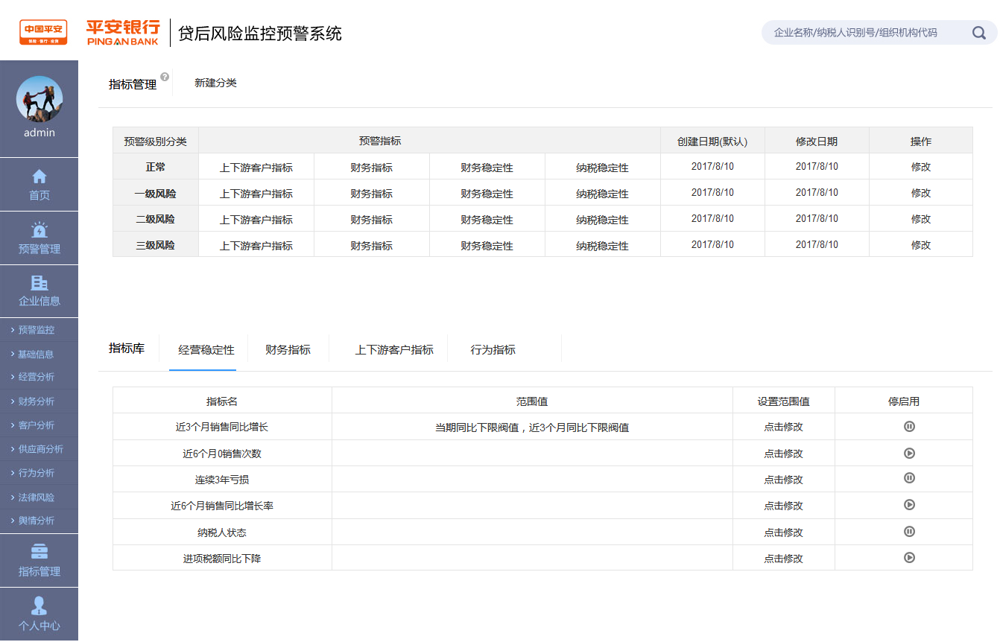 中国平安
保险·银行·投资
平安银行
PING AN BANK
贷后风险监控预警系统
企业名称/纳税人识别号/组织机构代码
admin
首页
预警管理
企业信息
预警监控
基础信息
经营分析
财务分析
客户分析
供应商分析
行为分析
法律风险
舆情分析
指标管理
个人中心
指标管理 ? 新建分类
预警级别分类 预警指标 创建日期(默认) 修改日期 操作
正常 上下游客户指标 财务指标 财务稳定性 纳税稳定性 2017/8/10 2017/8/10 修改
一级风险 上下游客户指标 财务指标 财务稳定性 纳税稳定性 2017/8/10 2017/8/10 修改
二级风险 上下游客户指标 财务指标 财务稳定性 纳税稳定性 2017/8/10 2017/8/10 修改
三级风险 上下游客户指标 财务指标 财务稳定性 纳税稳定性 2017/8/10 2017/8/10 修改
指标库 经营稳定性 财务指标 上下游客户指标 行为指标
指标名 范围值 设置范围值 停启用
近3个月销售同比增长 当期同比下限阀值，近3个月同比下限阀值 点击修改
近6个月0销售次数 点击修改
连续3年亏损 点击修改
近6个月销售同比增长率 点击修改
纳税人状态 点击修改
进项税额同比下降 点击修改